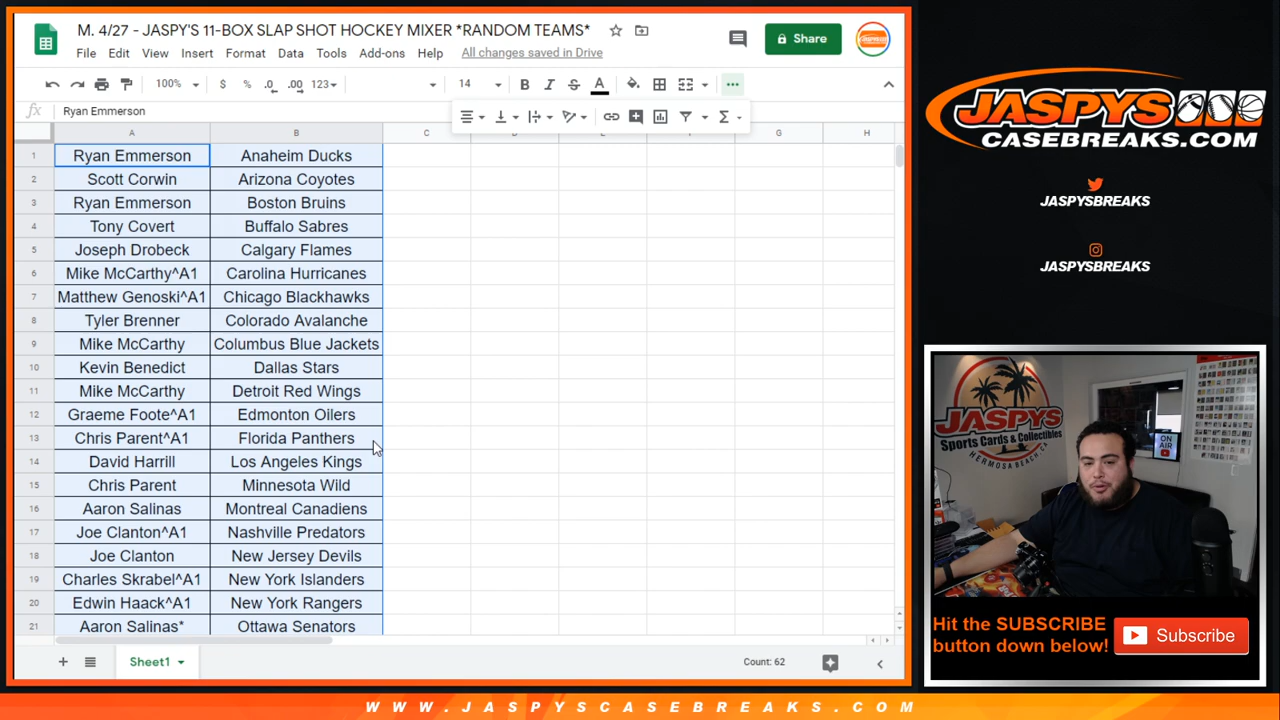 M. 4/27 - JASPY'S 11-BOX SLAP SHOT HOCKEY MIXER *RANDOM TEAMS*
File Edit View Insert Format Data Tools Add-ons Help All changes saved in Drive
Share
100% $ % .0 .00 123 14 B I S A
fx Ryan Emmerson
A B C G H
1 Ryan Emmerson Anaheim Ducks
2 Scott Corwin Arizona Coyotes
3 Ryan Emmerson Boston Bruins
4 Tony Covert Buffalo Sabres
5 Joseph Drobeck Calgary Flames
6 Mike McCarthy^A1 Carolina Hurricanes
7 Matthew Genoski^A1 Chicago Blackhawks
8 Tyler Brenner Colorado Avalanche
9 Mike McCarthy Columbus Blue Jackets
10 Kevin Benedict Dallas Stars
11 Mike McCarthy Detroit Red Wings
12 Graeme Foote^A1 Edmonton Oilers
13 Chris Parent^A1 Florida Panthers
14 David Harrill Los Angeles Kings
15 Chris Parent Minnesota Wild
16 Aaron Salinas Montreal Canadiens
17 Joe Clanton^A1 Nashville Predators
18 Joe Clanton New Jersey Devils
19 Charles Skrabel^A1 New York Islanders
20 Edwin Haack^A1 New York Rangers
21 Aaron Salinas* Ottawa Senators
Sheet1
Count: 62
JASPYS
CASEBREAKS.COM
JASPYSBREAKS
JASPYSBREAKS
JASPYS
Sports Cards & Collectibles
HERMOSA BEACH, CA
ON AIR
Hit the SUBSCRIBE
button down below!
Subscribe
WWW.JASPYSCASEBREAKS.COM